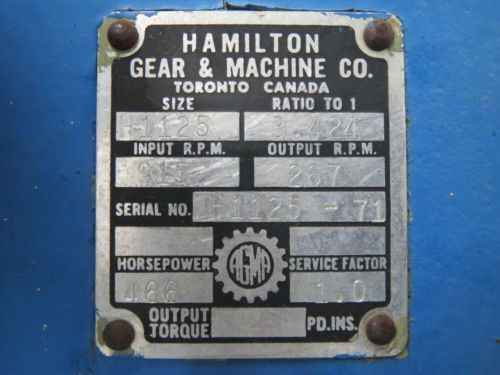 HAMILTON
GEAR & MACHINE CO.
TORONTO CANADA
SIZE RATIO TO 1
H1125 3.424
INPUT R.P.M. OUTPUT R.P.M.
915 267
SERIAL NO. H1125 - 71
HORSEPOWER AGMA SERVICE FACTOR
466 1.0
OUTPUT TORQUE PD.INS.